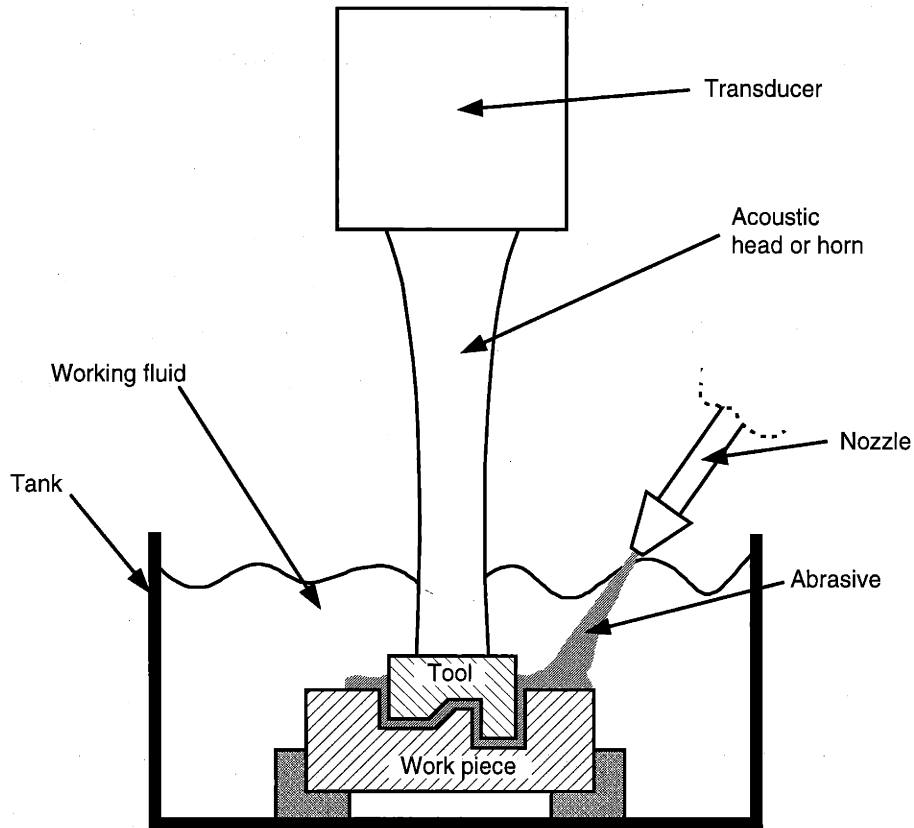 Transducer
Acoustic
head or horn
Working fluid
Nozzle
Tank
Abrasive
Tool
Work piece